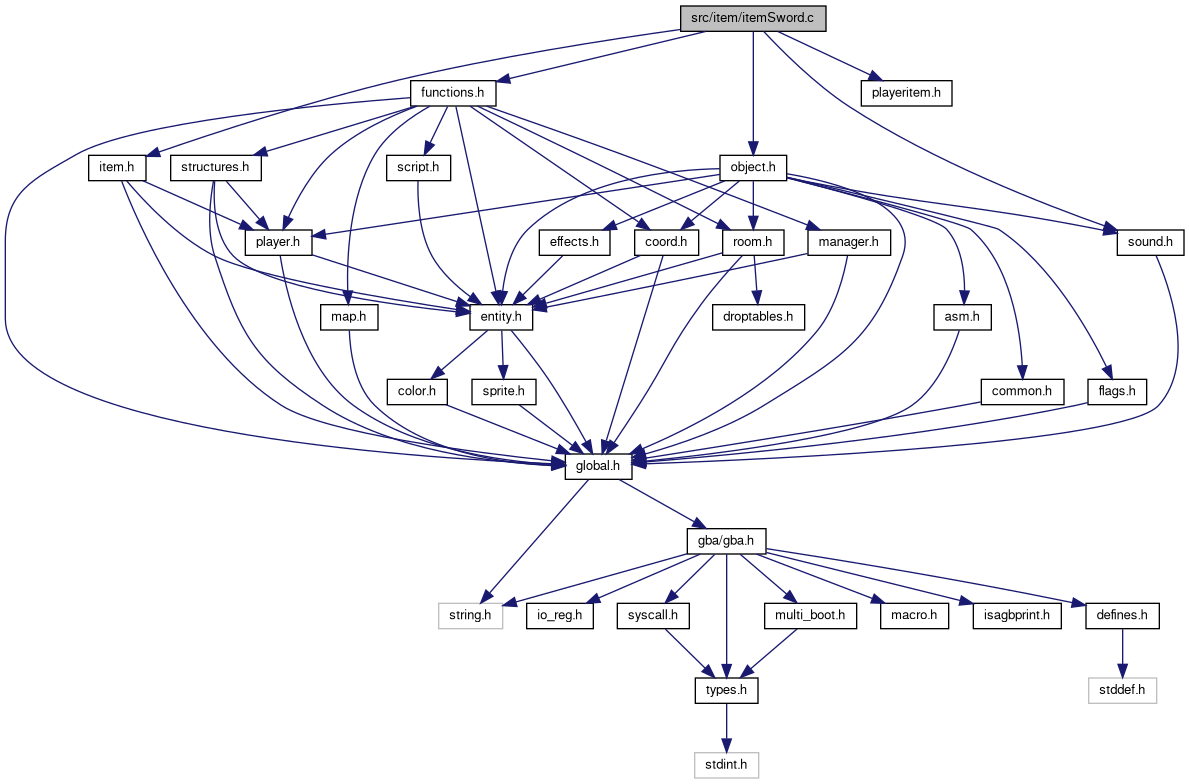 src/item/itemSword.c
functions.h
playeritem.h
item.h
structures.h
script.h
object.h
player.h
effects.h
coord.h
room.h
manager.h
sound.h
map.h
entity.h
droptables.h
asm.h
color.h
sprite.h
common.h
flags.h
global.h
gba/gba.h
string.h
io_reg.h
syscall.h
multi_boot.h
macro.h
isagbprint.h
defines.h
types.h
stddef.h
stdint.h